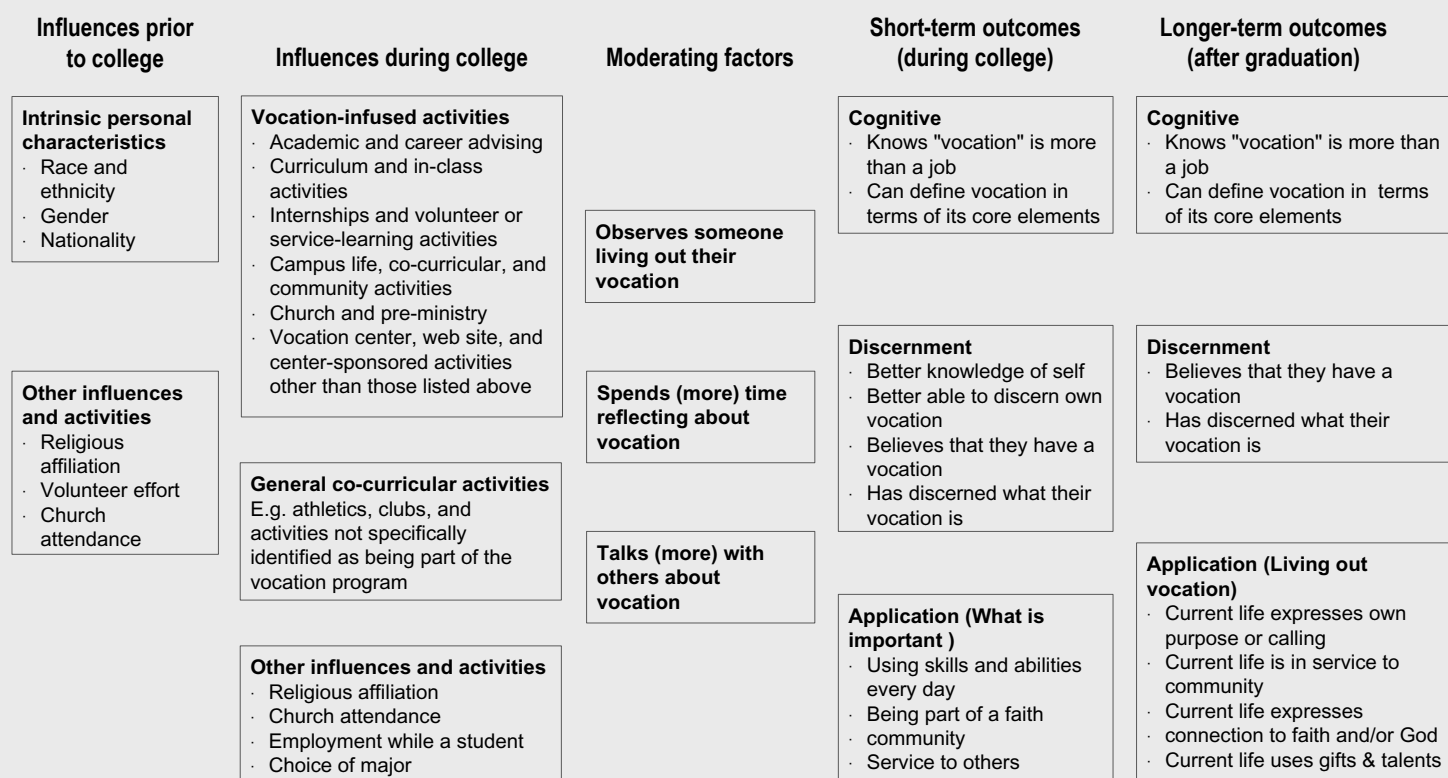 Influences prior
to college
Influences during college
Moderating factors
Short-term outcomes
(during college)
Longer-term outcomes
(after graduation)
Intrinsic personal
characteristics
· Race and
ethnicity
· Gender
· Nationality
Other influences
and activities
· Religious
affiliation
· Volunteer effort
· Church
attendance
Vocation-infused activities
· Academic and career advising
· Curriculum and in-class
activities
· Internships and volunteer or
service-learning activities
· Campus life, co-curricular, and
community activities
· Church and pre-ministry
· Vocation center, web site, and
center-sponsored activities
other than those listed above
General co-curricular activities
E.g. athletics, clubs, and
activities not specifically
identified as being part of the
vocation program
Other influences and activities
· Religious affiliation
· Church attendance
· Employment while a student
· Choice of major
Observes someone
living out their
vocation
Spends (more) time
reflecting about
vocation
Talks (more) with
others about
vocation
Cognitive
· Knows "vocation" is more
than a job
· Can define vocation in
terms of its core elements
Discernment
· Better knowledge of self
· Better able to discern own
vocation
· Believes that they have a
vocation
· Has discerned what their
vocation is
Application (What is
important )
· Using skills and abilities
every day
· Being part of a faith
· community
· Service to others
Cognitive
· Knows "vocation" is more than
a job
· Can define vocation in  terms
of its core elements
Discernment
· Believes that they have a
vocation
· Has discerned what their
vocation is
Application (Living out
vocation)
· Current life expresses own
purpose or calling
· Current life is in service to
community
· Current life expresses
· connection to faith and/or God
· Current life uses gifts & talents